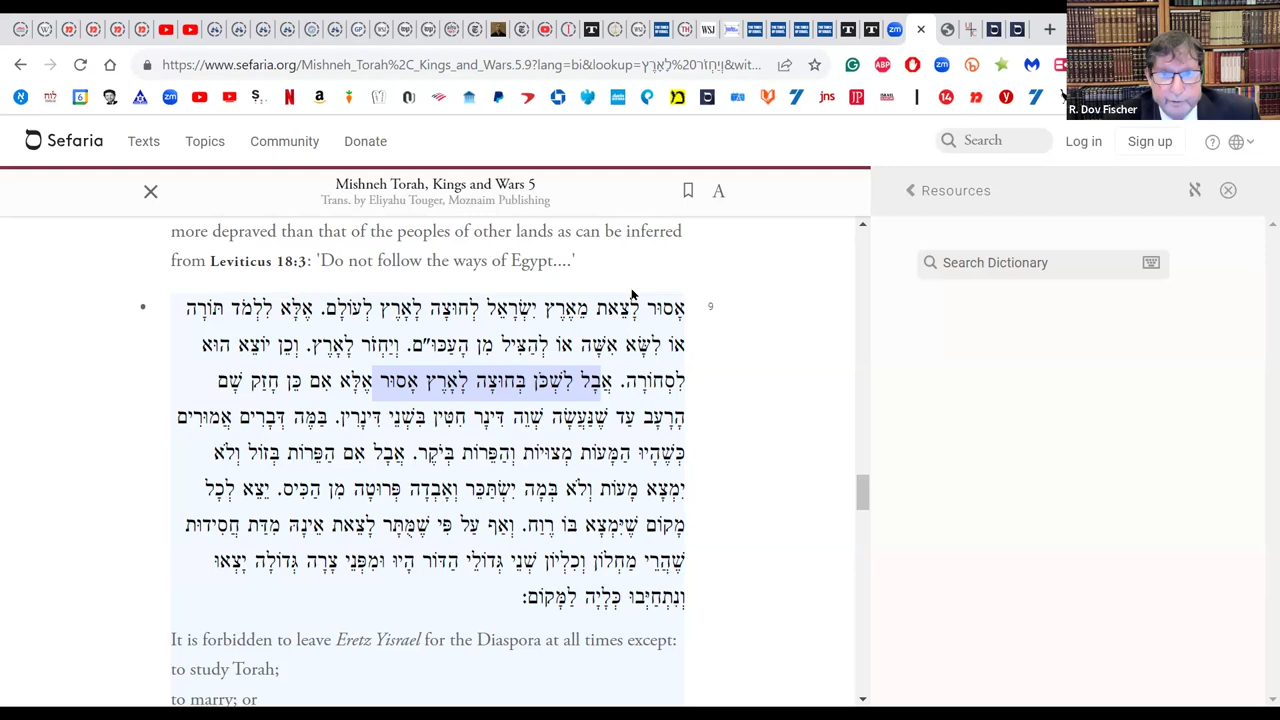 https://www.sefaria.org/Mishneh_Torah%2C_Kings_and_Wars.5.9?lang=bi&lookup=וְיַחְזֹר%20לָאָרֶץ&wit...
R. Dov Fischer
Sefaria
Texts
Topics
Community
Donate
Search
Log in
Sign up
Mishneh Torah, Kings and Wars 5
Trans. by Eliyahu Touger, Moznaim Publishing
A
Resources
Search Dictionary
more depraved than that of the peoples of other lands as can be inferred
from Leviticus 18:3: 'Do not follow the ways of Egypt....'
9
אָסוּר לָצֵאת מֵאֶרֶץ יִשְׂרָאֵל לְחוּצָה לָאָרֶץ לְעוֹלָם. אֶלָּא לִלְמֹד תּוֹרָה
אוֹ לִשָּׂא אִשָּׁה אוֹ לְהַצִּיל מִן הָעַכּוּ"ם. וְיַחְזֹר לָאָרֶץ. וְכֵן יוֹצֵא הוּא
לִסְחוֹרָה. אֲבָל לִשְׁכֹּן בְּחוּצָה לָאָרֶץ אָסוּר אֶלָּא אִם כֵּן חָזַק שָׁם
הָרָעָב עַד שֶׁנַּעֲשָׂה שְׁוֵה דִּינָר חִטִּין בִּשְׁנֵי דִּינָרִין. בַּמֶּה דְּבָרִים אֲמוּרִים
כְּשֶׁהָיוּ הַמָּעוֹת מְצוּיוֹת וְהַפֵּרוֹת בְּיֹקֶר. אֲבָל אִם הַפֵּרוֹת בְּזוֹל וְלֹא
יִמְצָא מָעוֹת וְלֹא בְּמָה יִשְׂתַּכֵּר וְאָבְדָה פְּרוּטָה מִן הַכִּיס. יֵצֵא לְכָל
מָקוֹם שֶׁיִּמְצָא בּוֹ רֶוַח. וְאַף עַל פִּי שֶׁמֻּתָּר לָצֵאת אֵינָהּ מִדַּת חֲסִידוּת
שֶׁהֲרֵי מַחְלוֹן וְכִלְיוֹן שְׁנֵי גְּדוֹלֵי הַדּוֹר הָיוּ וּמִפְּנֵי צָרָה גְּדוֹלָה יָצְאוּ
וְנִתְחַיְּבוּ כְּלָיָה לַמָּקוֹם:
It is forbidden to leave Eretz Yisrael for the Diaspora at all times except:
to study Torah;
to marry; or